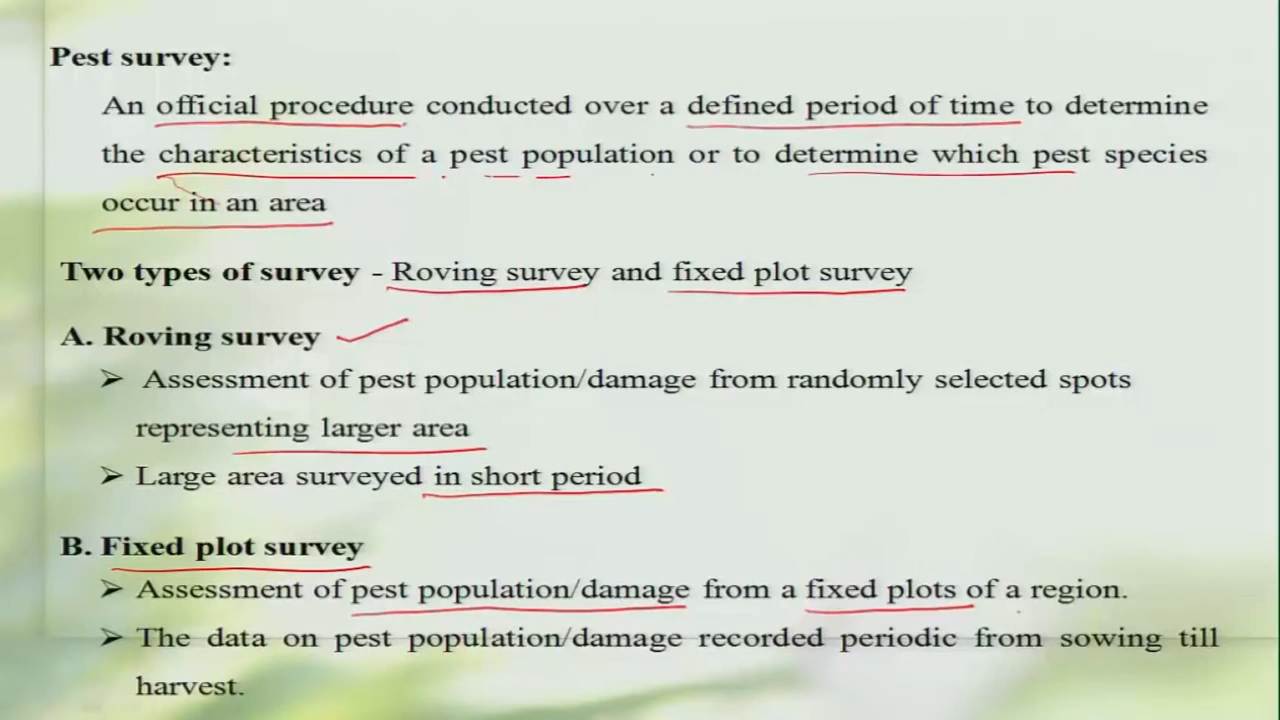 Pest survey:
An official procedure conducted over a defined period of time to determine
the characteristics of a pest population or to determine which pest species
occur in an area
Two types of survey - Roving survey and fixed plot survey
A. Roving survey
➢ Assessment of pest population/damage from randomly selected spots
representing larger area
➢ Large area surveyed in short period
B. Fixed plot survey
➢ Assessment of pest population/damage from a fixed plots of a region.
➢ The data on pest population/damage recorded periodic from sowing till
harvest.